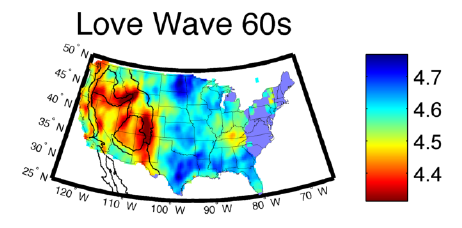 Love Wave 60s
50° N
45° N
40° N
35° N
30° N
25° N
120° W
110° W
100° W
90° W
80° W
70° W
4.7
4.6
4.5
4.4